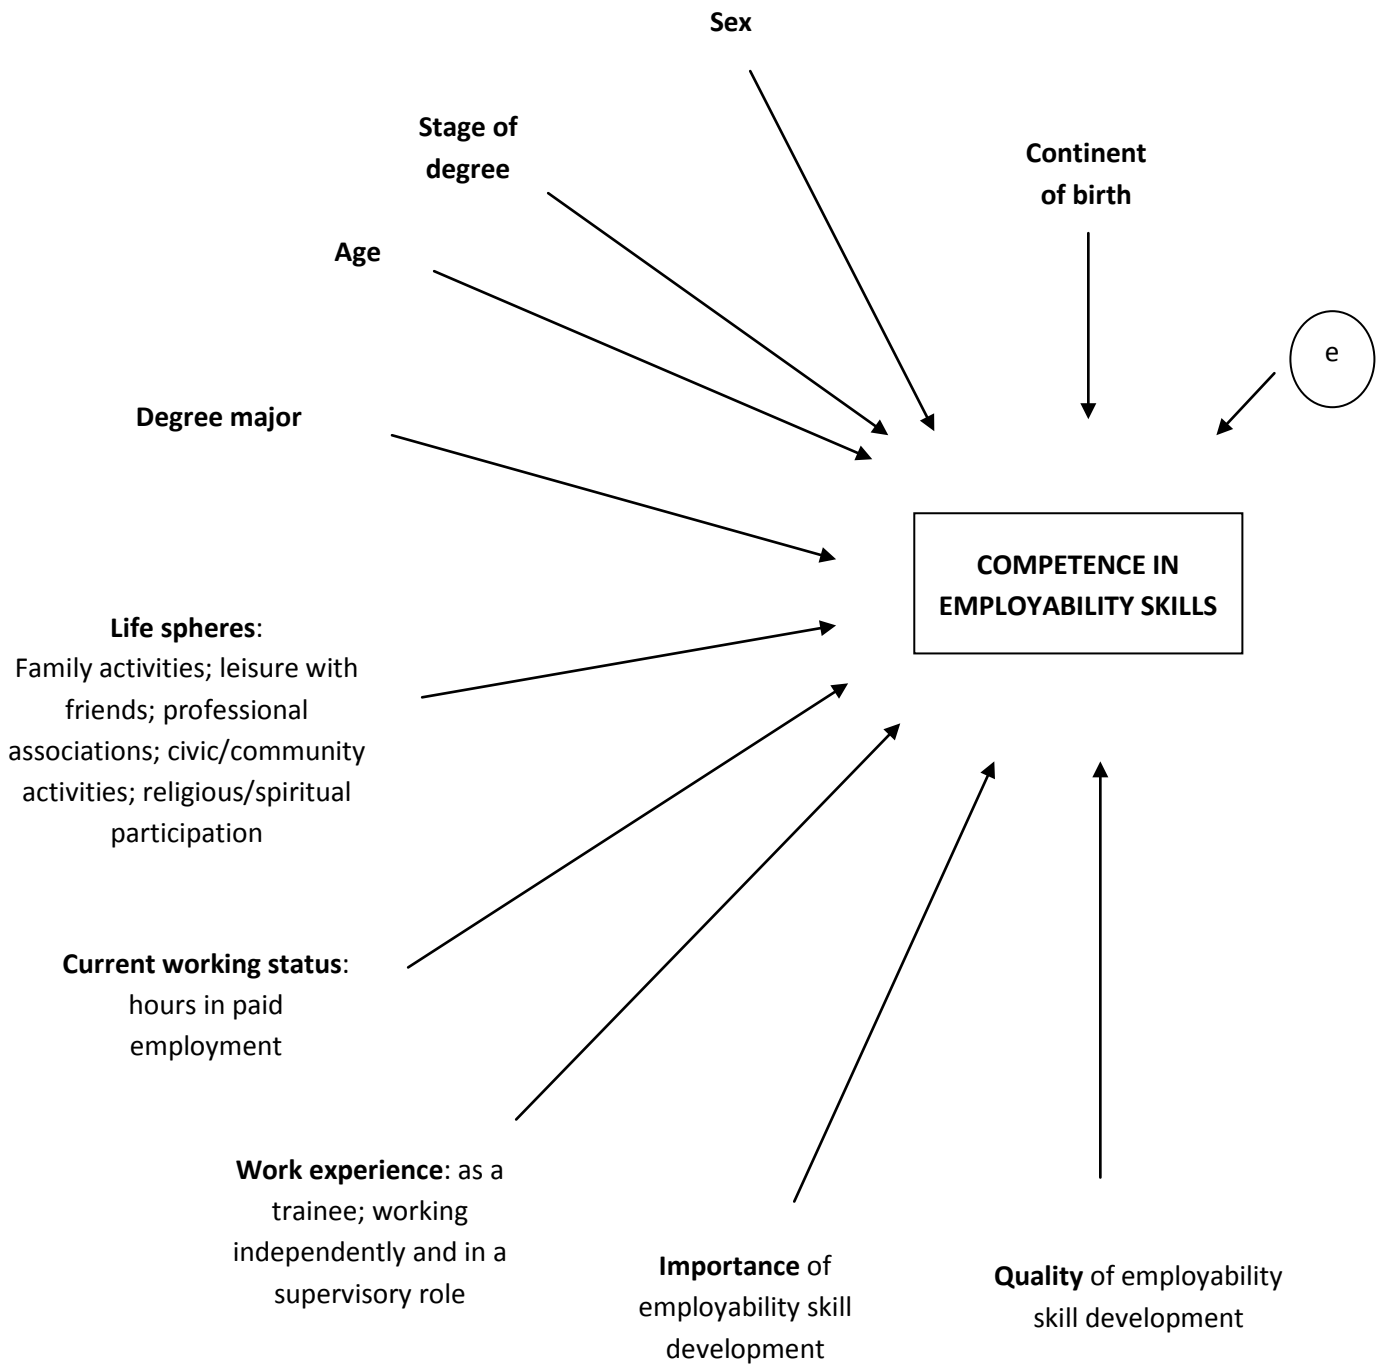 Sex
Stage of
degree
Continent
of birth
Age
e
Degree major
COMPETENCE IN
EMPLOYABILITY SKILLS
Life spheres:
Family activities; leisure with
friends; professional
associations; civic/community
activities; religious/spiritual
participation
Current working status:
hours in paid
employment
Work experience: as a
trainee; working
independently and in a
supervisory role
Importance of
employability skill
development
Quality of employability
skill development